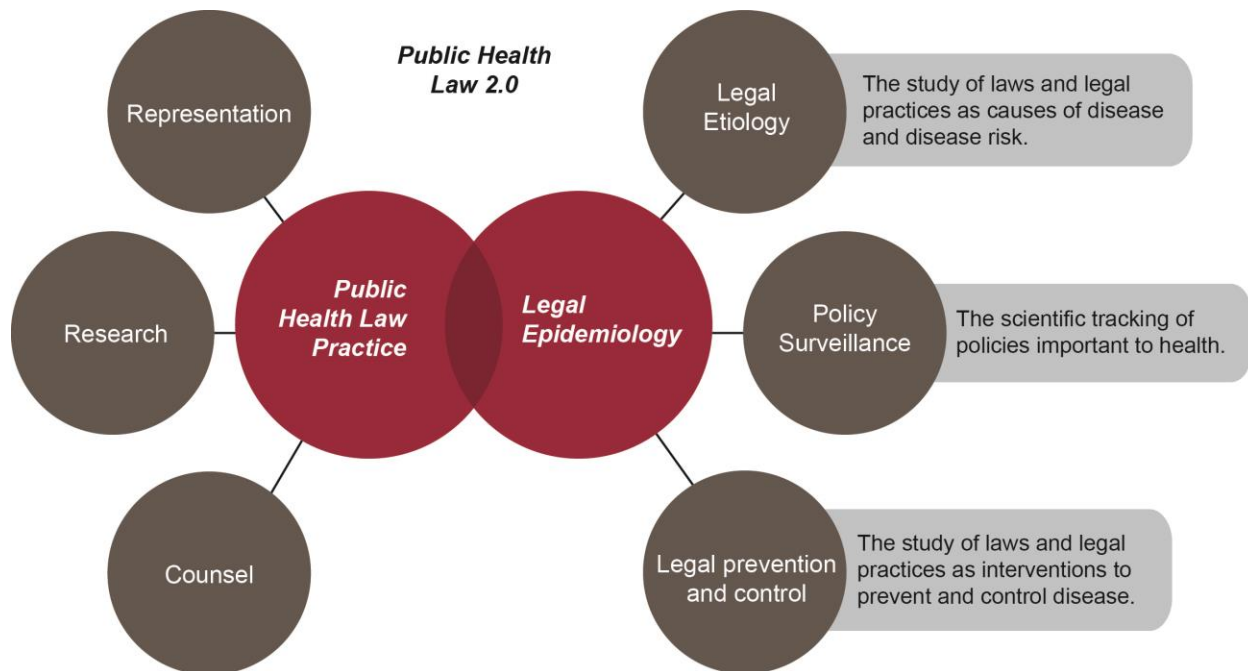 Public Health
Law 2.0
Representation
Research
Counsel
Public
Health Law
Practice
Legal
Epidemiology
Legal
Etiology
The study of laws and legal
practices as causes of disease
and disease risk.
Policy
Surveillance
The scientific tracking of
policies important to health.
Legal prevention
and control
The study of laws and legal
practices as interventions to
prevent and control disease.